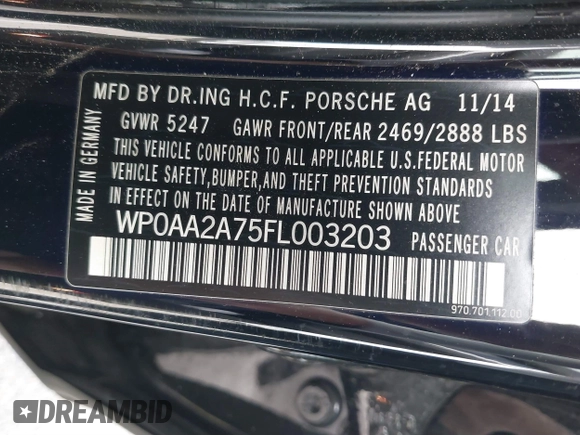 MFD BY DR.ING H.C.F. PORSCHE AG 11/14
GVWR 5247 GAWR FRONT/REAR 2469/2888 LBS
THIS VEHICLE CONFORMS TO ALL APPLICABLE U.S.FEDERAL MOTOR
VEHICLE SAFETY,BUMPER,AND THEFT PREVENTION STANDARDS
IN EFFECT ON THE DATE OF MANUFACTURE SHOWN ABOVE
WP0AA2A75FL003203 PASSENGER CAR
MADE IN GERMANY
970.701.112.00
DREAMBID